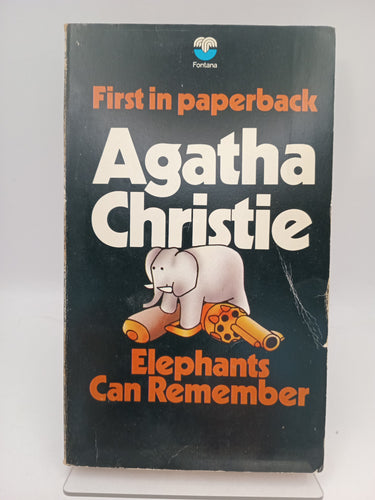 Fontana
First in paperback
Agatha
Christie
Elephants
Can Remember